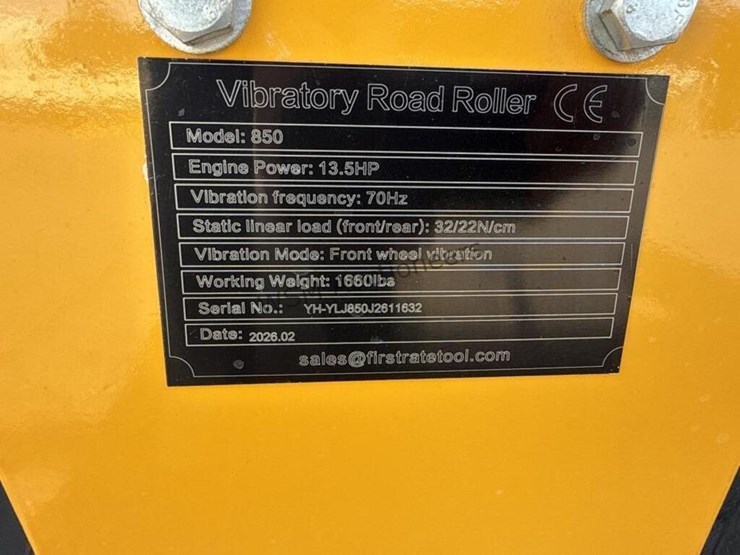 Vibratory Road Roller CE
Model: 850
Engine Power: 13.5HP
Vibration frequency: 70Hz
Static linear load (front/rear): 32/22N/cm
Vibration Mode: Front wheel vibration
Working Weight: 1660lbs
Serial No.: YH-YLJ850J2611632
Date: 2026.02
sales@firstratetool.com